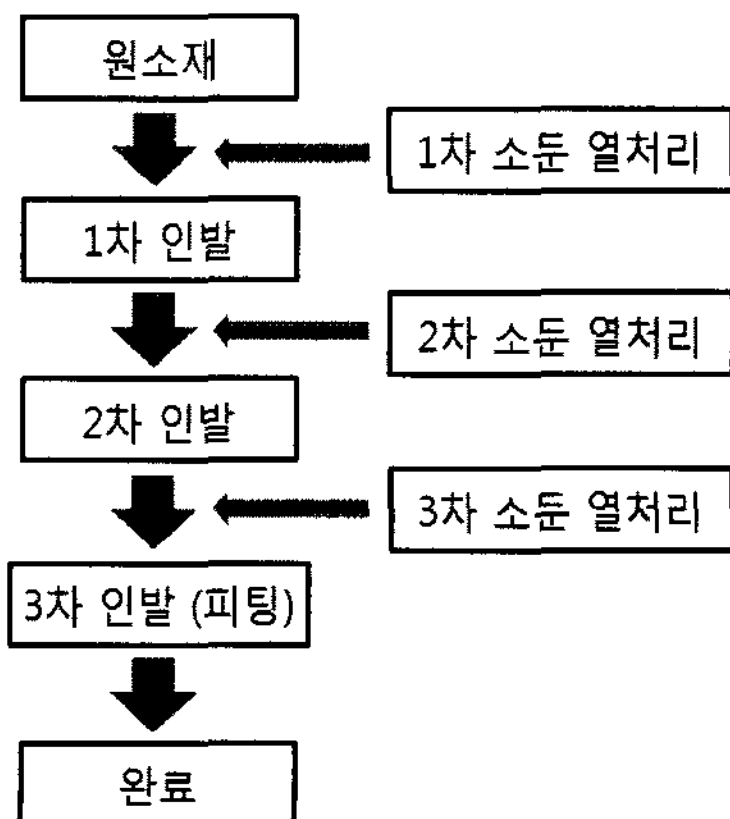 원소재
1차 소둔 열처리
1차 인발
2차 소둔 열처리
2차 인발
3차 소둔 열처리
3차 인발 (피팅)
완료